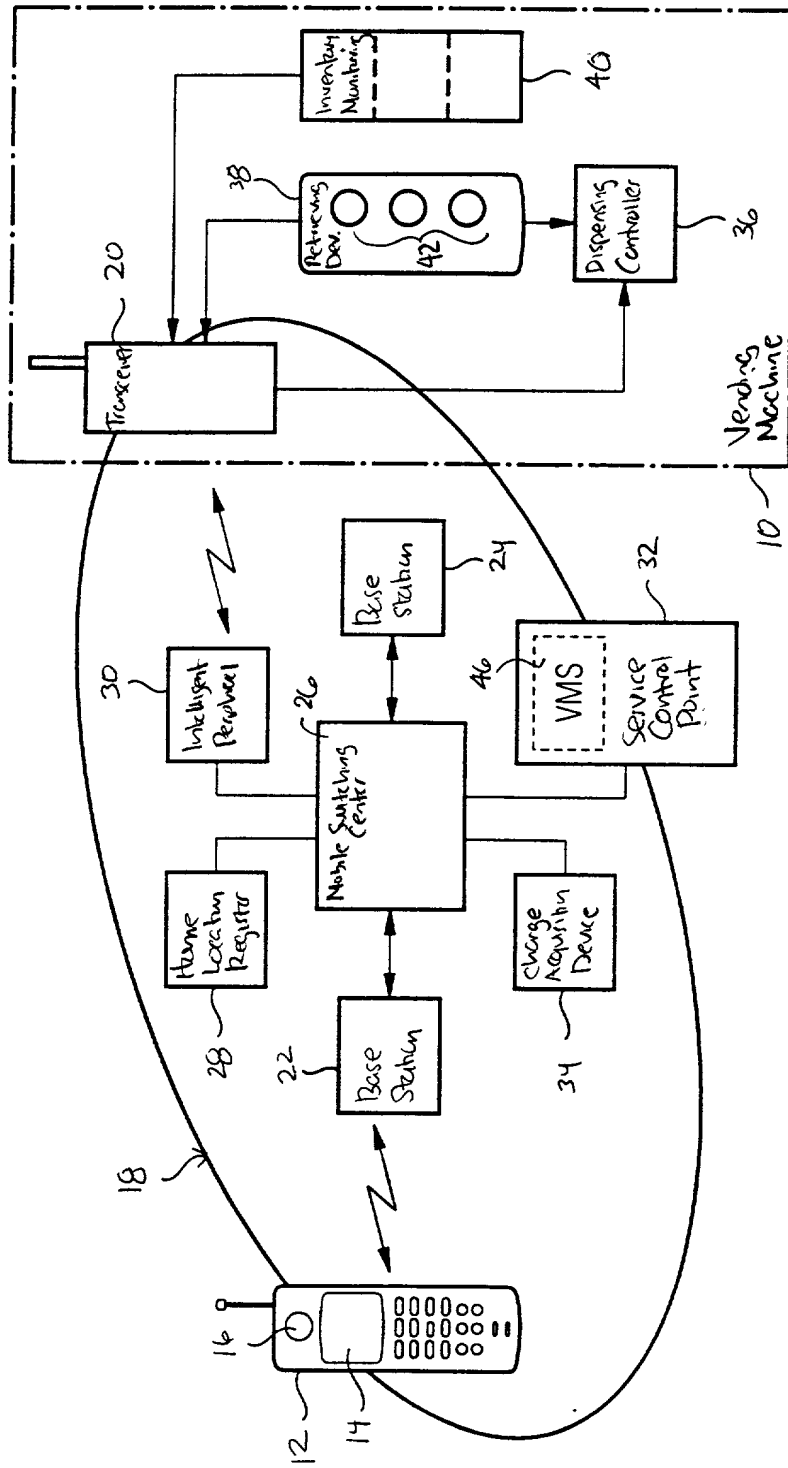 18
16
12
14
28
Home
Location
Register
30
Intelligent
Peripheral
22
Base
Station
26
Mobile Switching
Center
Base
Station
24
34
Charge
Acquisition
Device
46
VMS
Service
Control
Point
32
20
Transceiver
38
Retrieving
Dev.
42
Inventory
Monitoring
40
Dispensing
Controller
36
Vending
Machine
10